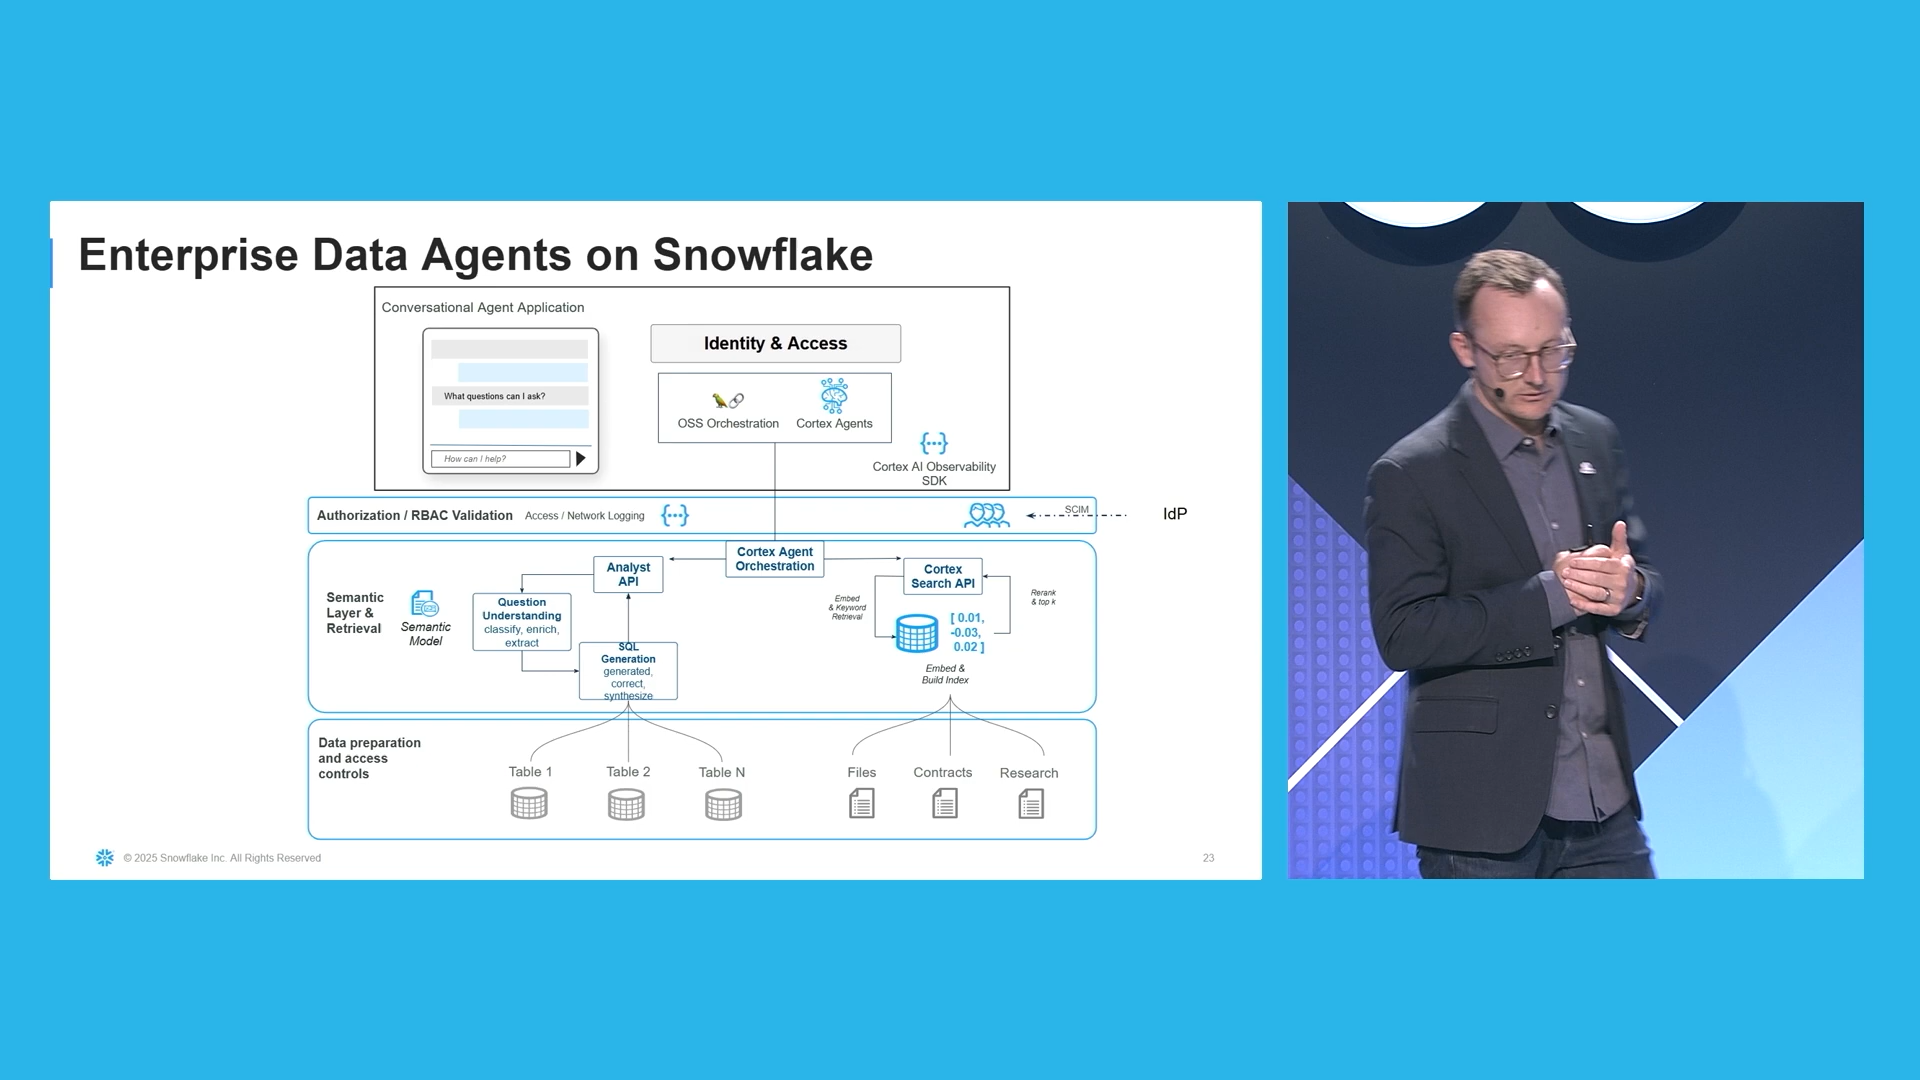 Enterprise Data Agents on Snowflake
Conversational Agent Application
What questions can I ask?
How can I help?
Identity & Access
OSS Orchestration
Cortex Agents
Cortex AI Observability
SDK
Authorization / RBAC Validation
Access / Network Logging
{...}
SCIM
IdP
Semantic
Layer &
Retrieval
Semantic
Model
Question
Understanding
classify, enrich,
extract
Analyst
API
SQL
Generation
generated,
correct,
synthesize
Cortex Agent
Orchestration
Cortex
Search API
Embed
& Keyword
Retrieval
Rerank
& top k
[ 0.01,
-0.03,
0.02 ]
Embed &
Build Index
Data preparation
and access
controls
Table 1
Table 2
Table N
Files
Contracts
Research
© 2025 Snowflake Inc. All Rights Reserved
23